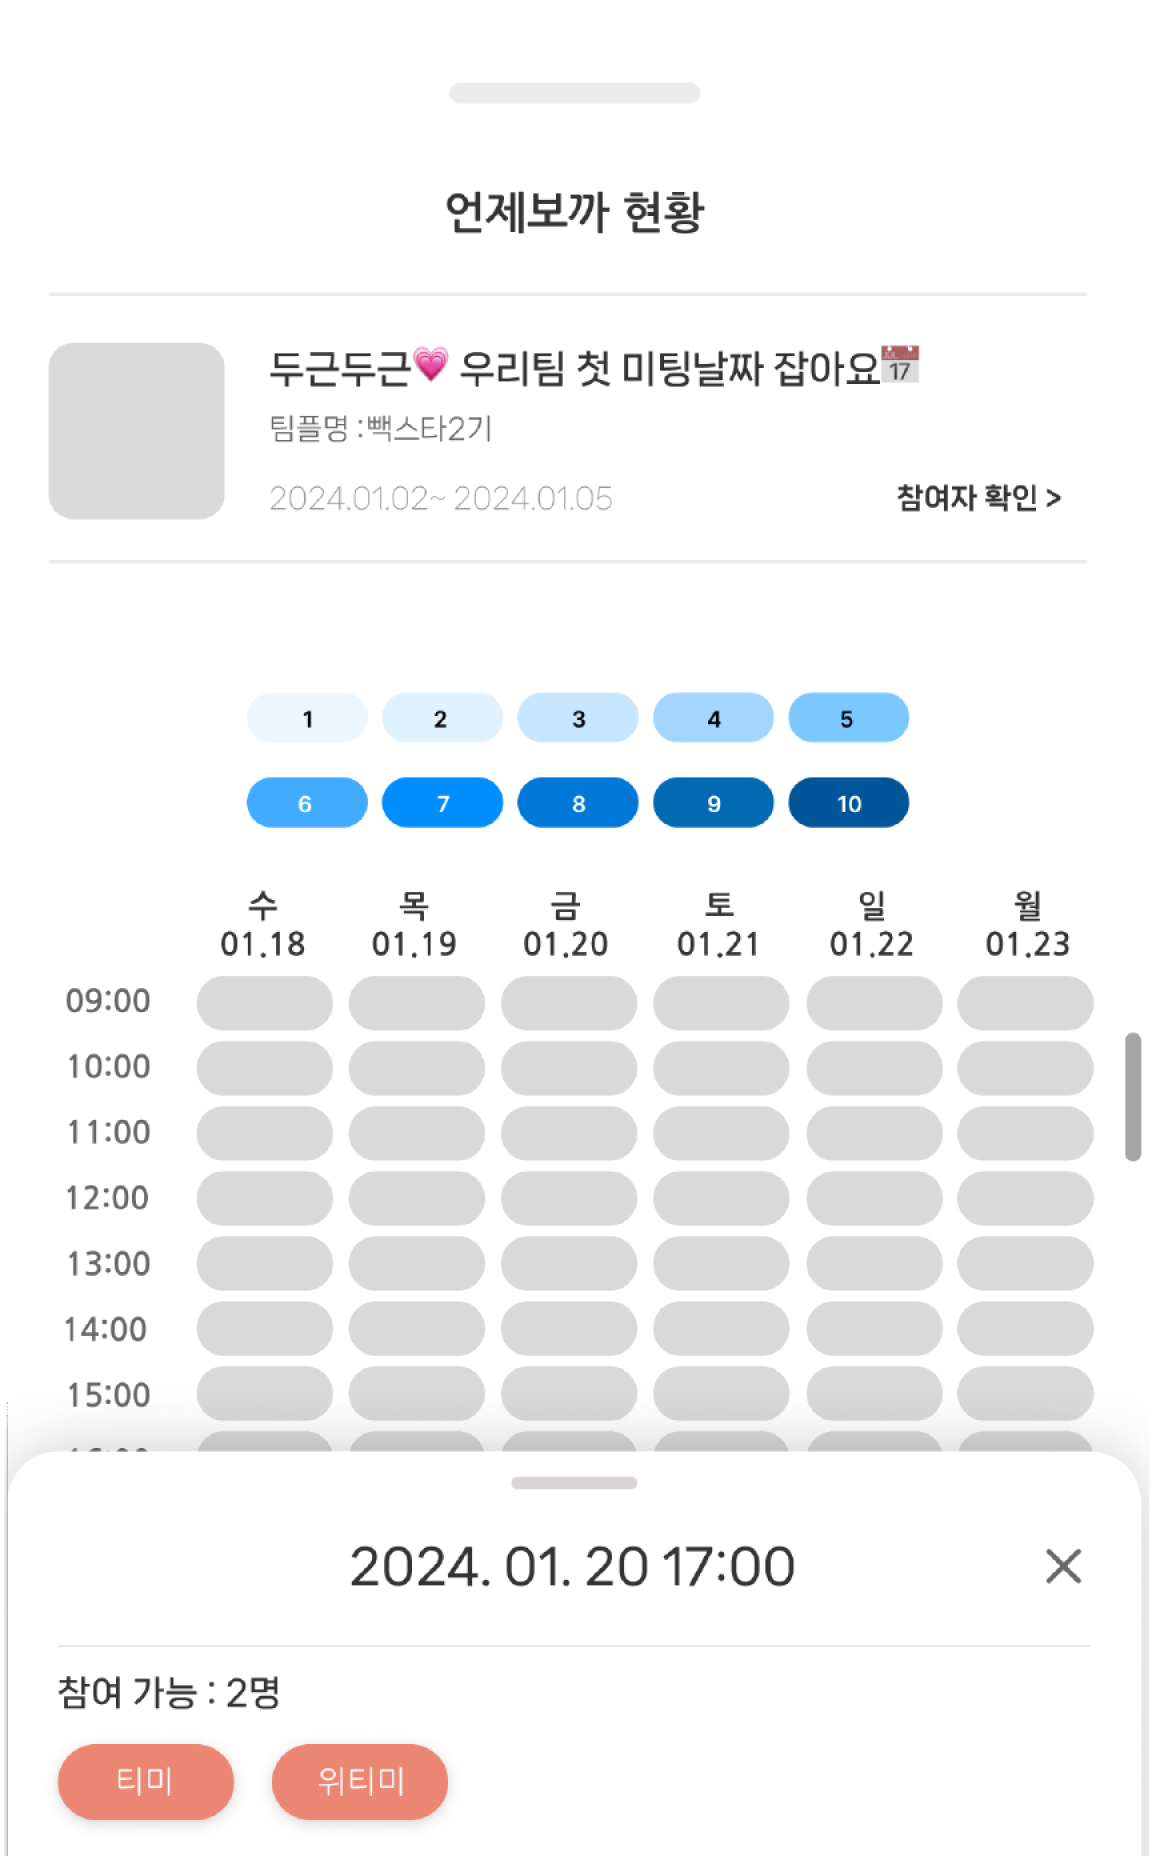 언제보까 현황
두근두근💗 우리팀 첫 미팅날짜 잡아요📅
팀플명 :빽스타2기
2024.01.02~ 2024.01.05
참여자 확인 >
1 2 3 4 5
6 7 8 9 10
수 목 금 토 일 월
01.18 01.19 01.20 01.21 01.22 01.23
09:00
10:00
11:00
12:00
13:00
14:00
15:00
2024. 01. 20 17:00
참여 가능 : 2명
티미 위티미